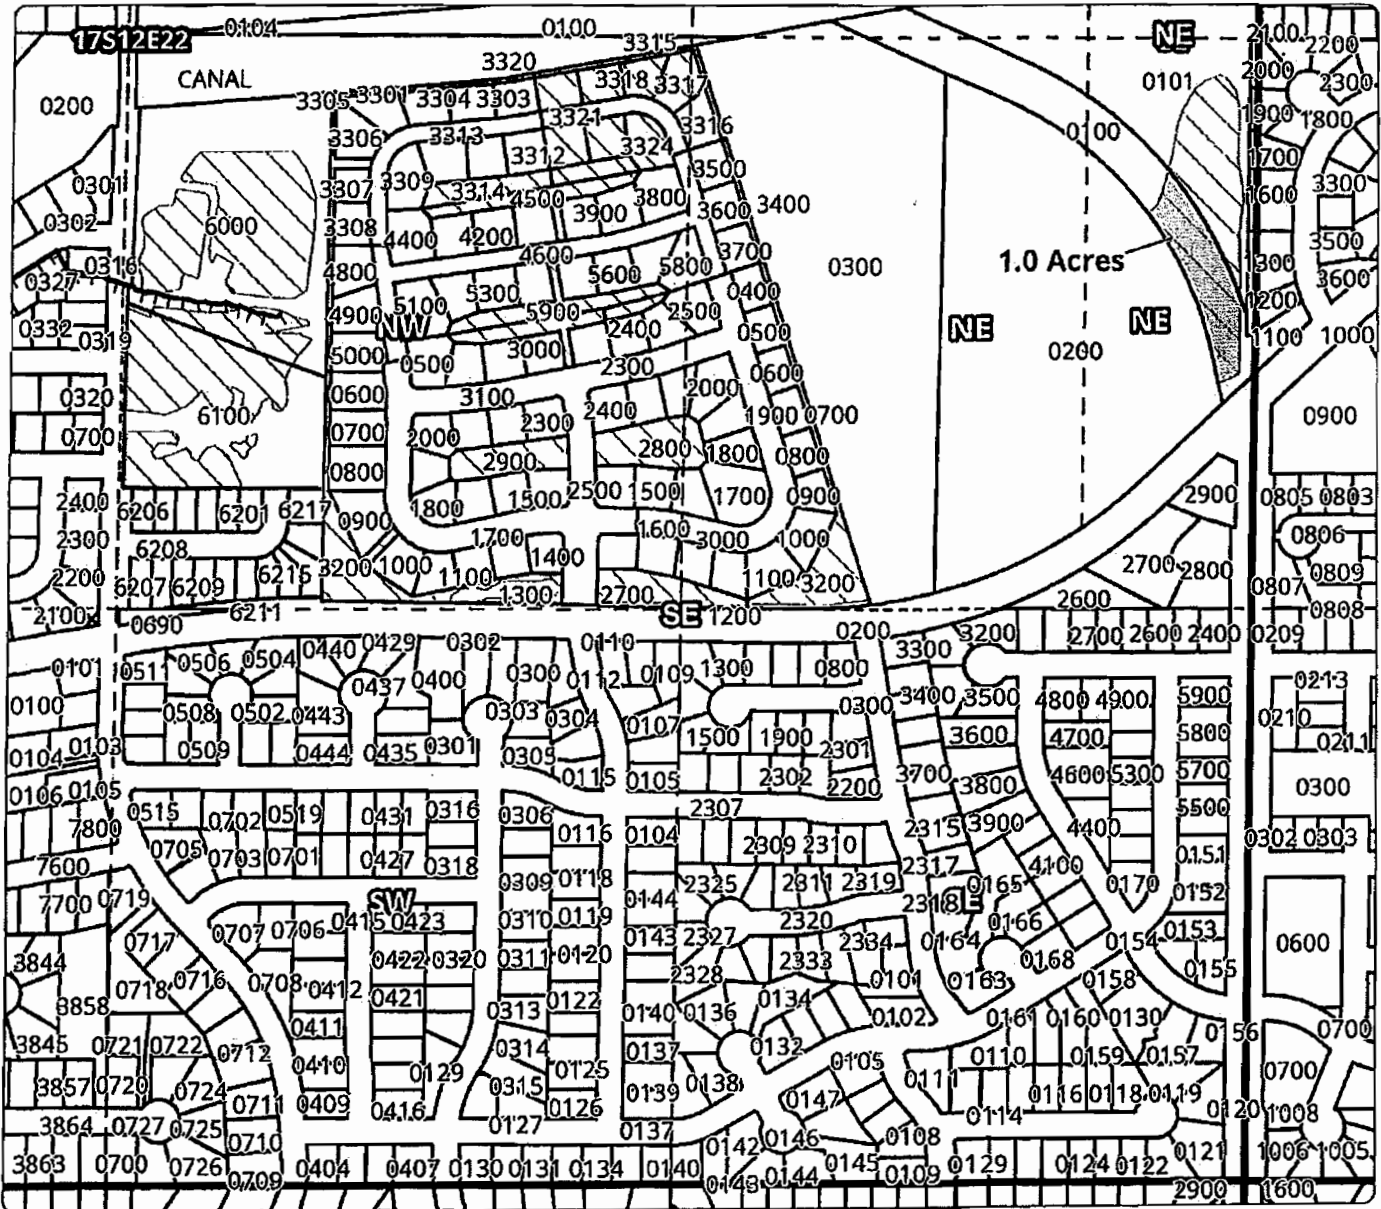 0104 0100 NE 2100
17S12E22 3315 2200
CANAL 3320 3318 3317 0101 2000 2300
0200 3305 3301 3304 3303 3321 0100 1900 1800
3306 3313 3316
3312 3324 1700
0301 3307 3309 3314 4500 3800 3500 1600 3300
0302 6000 3308 3900 3600 3400
4400 4200 4600 3700 3500
0316 4800 5600 5800 0300 1.0 Acres 1300 3600
0327 5100 5300 5900 2500 0400 1200
0332 4900 NW 2400 0500 NE NE 1100 1000
0319 5000 0500 3000 2300 0600 0200
0320 0600 3100 2400 2000
6100 0700 2000 2300 1900 0700 0900
0700 0800 2900 2800 1800 0800
2400 6206 6201 6217 1800 1500 2500 1500 1700 0900 2900 0805 0803
2300 6208 0900 1700 1600 3000 1000 0806
2200 6207 6209 6215 3200 1000 1100 1400 1100 3200 2700 2800 0809
0807
2100 6211 1300 2700 2600 0808
0690 SE 1200 0200 3200 2700 2600 2400 0209
0101 0511 0506 0504 0440 0429 0302 0110 1300 0800 3300
0437 0400 0300 0112 0109 0213
0100 0508 0502 0443 0303 0304 0107 0300 3400 3500 4800 4900 5900 0210
0104 0103 0509 0444 0435 0301 0305 1500 1900 2301 3600 4700 5800 0211
0106 0105 0115 0105 2302 2200 3700 3800 4600 5300 5700 0300
0515 0702 0519 0431 0316 0306 2307 5500
7800 0116 0104 2309 2310 2315 3900 4400 0302 0303
7600 0705 0703 0701 0427 0318 2317 4100 0151
7700 0719 SW 0309 0118 0144 2325 2311 2319 2318 0165 0170 0152
0717 0707 0706 0415 0423 0310 0119 2320 0166 0153
3844 0422 0320 0311 0120 0143 2327 2334 0164 0154 0600
0718 0716 0708 0412 0421 2328 2333 0101 0163 0168 0158 0155
3858 0411 0313 0122 0140 0136 0134 0102 0161 0160 0130 0156 0700
3845 0721 0722 0712 0410 0314 0137 0132 0105 0110 0159 0157
3857 0720 0724 0711 0409 0129 0315 0125 0139 0138 0147 0111 0116 0118 0119 0700
0416 0126
3864 0727 0725 0710 0127 0137 0142 0146 0108 0114 0120 1008
3863 0700 0726 0709 0404 0407 0130 0131 0134 0140 0143 0144 0145 0109 0129 0124 0122 0121 1006 1005
2900 1600